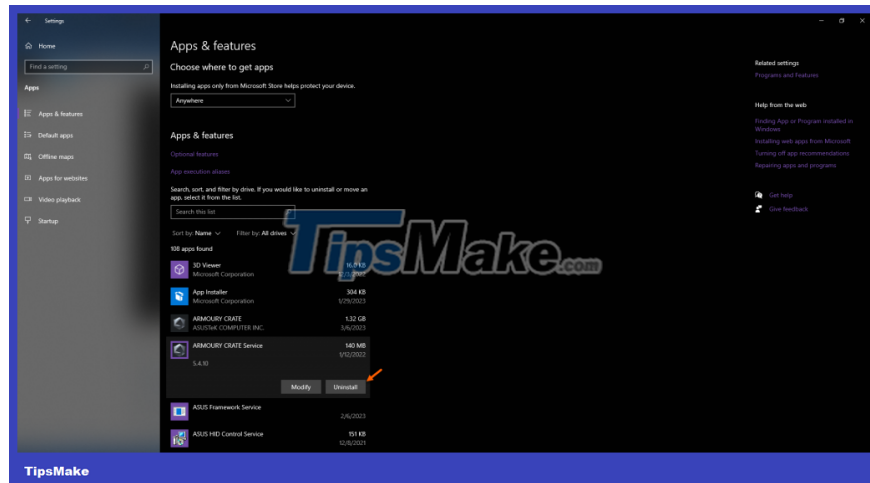 Settings
Home
Find a setting
Apps
Apps & features
Default apps
Offline maps
Apps for websites
Video playback
Startup
Apps & features
Choose where to get apps
Installing apps only from Microsoft Store helps protect your device.
Anywhere
Apps & features
Optional features
App execution aliases
Search, sort, and filter by drive. If you would like to uninstall or move an
app, select it from the list.
Search this list
Sort by: Name
Filter by: All drives
108 apps found
3D Viewer
16.0 KB
Microsoft Corporation
App Installer
304 KB
Microsoft Corporation
1/29/2023
ARMOURY CRATE
1.32 GB
ASUSTeK COMPUTER INC.
3/6/2023
ARMOURY CRATE Service
140 MB
1/12/2022
5.4.10
Modify
Uninstall
ASUS Framework Service
2/6/2023
ASUS HID Control Service
151 KB
12/8/2021
Related settings
Programs and Features
Help from the web
Finding App or Program installed in
Windows
Installing web apps from Microsoft
Turning off app recommendations
Repairing apps and programs
Get help
Give feedback
TipsMake.com
TipsMake